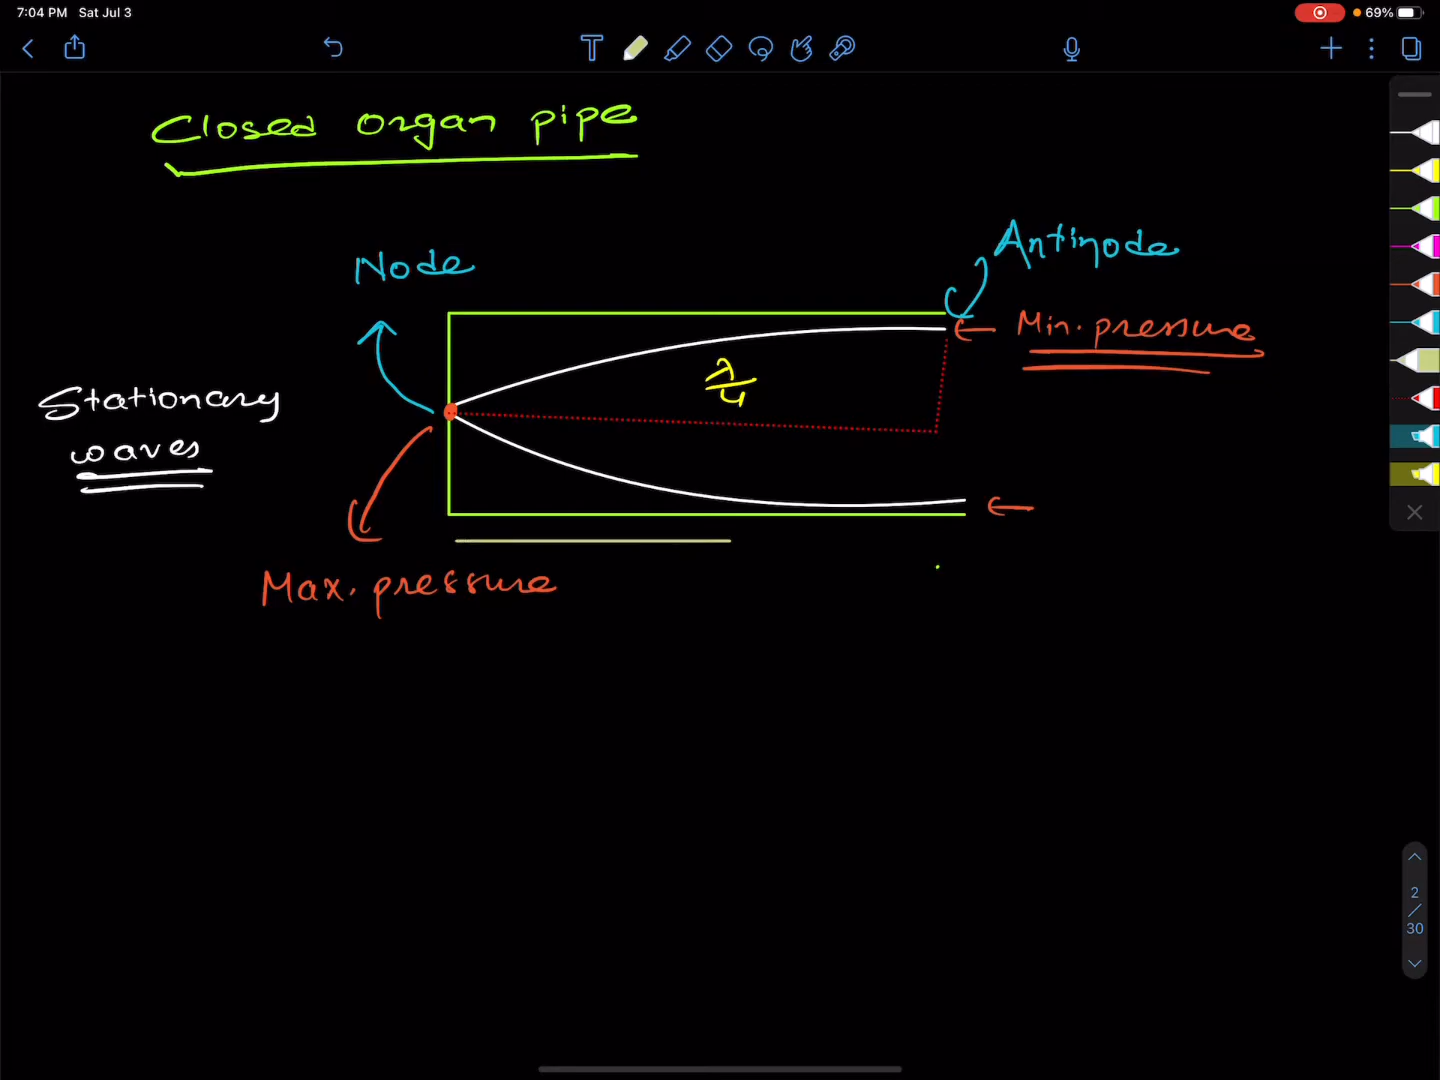 7:04 PM Sat Jul 3
69%
Closed organ pipe
Antinode
Node
Min. pressure
λ/4
Stationary
waves
Max. pressure
2
/
30